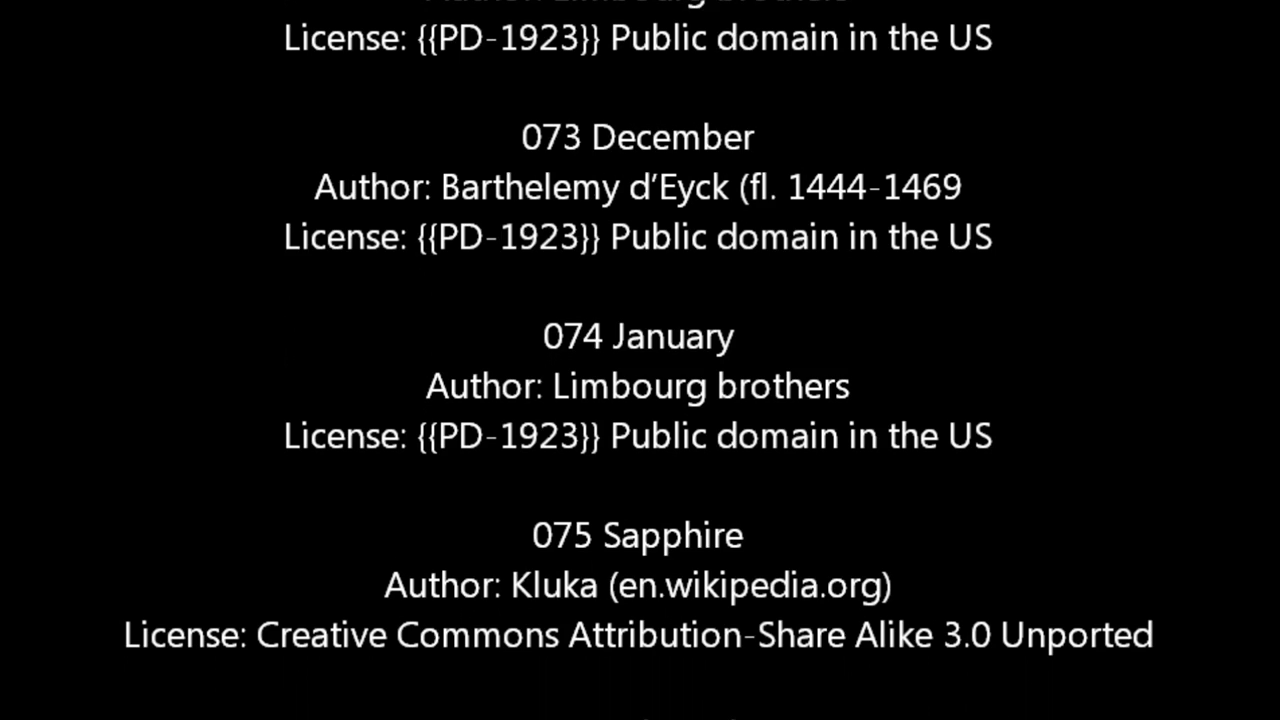 License: {{PD-1923}} Public domain in the US
073 December
Author: Barthelemy d’Eyck (fl. 1444-1469
License: {{PD-1923}} Public domain in the US
074 January
Author: Limbourg brothers
License: {{PD-1923}} Public domain in the US
075 Sapphire
Author: Kluka (en.wikipedia.org)
License: Creative Commons Attribution-Share Alike 3.0 Unported